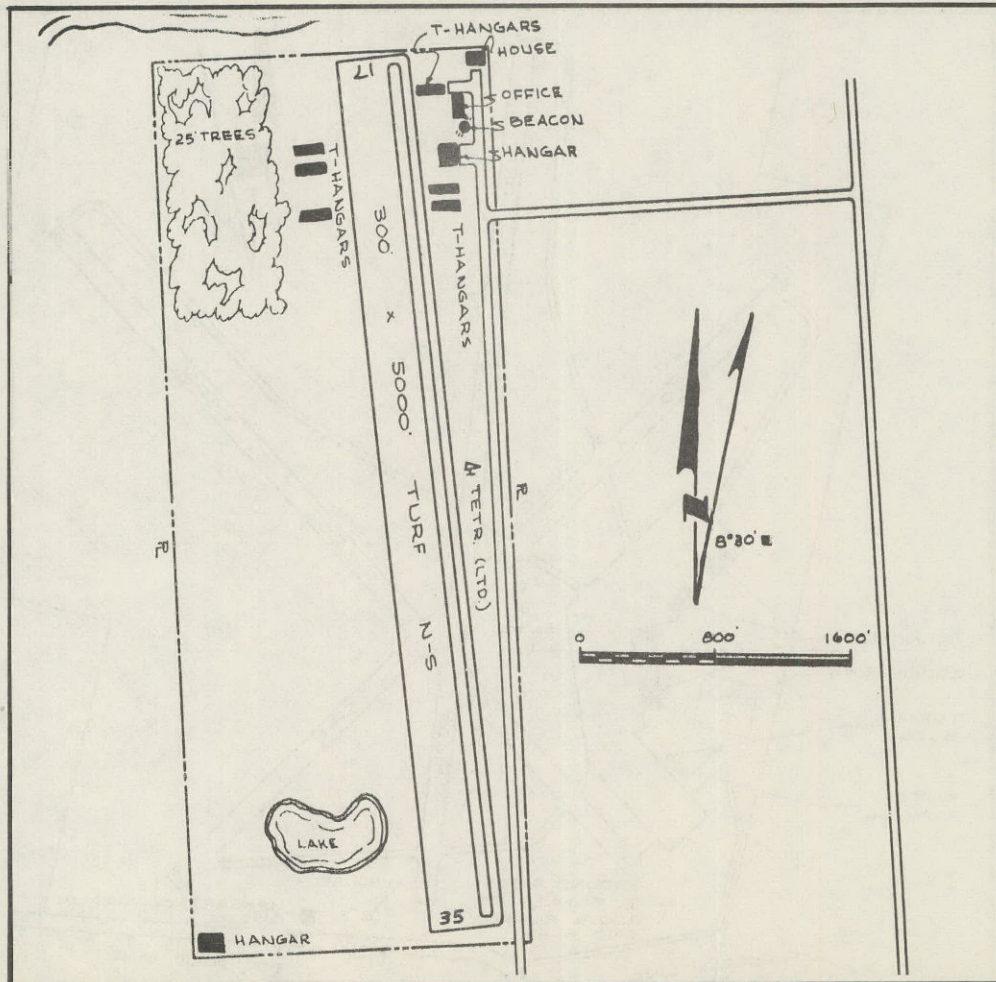 T-HANGARS
HOUSE
17
OFFICE
25' TREES
BEACON
HANGAR
T-HANGARS
T-HANGARS
300' x 5000' TURF N-S
TETR. (LTD.)
8°30' E
0 800' 1600'
LAKE
35
HANGAR